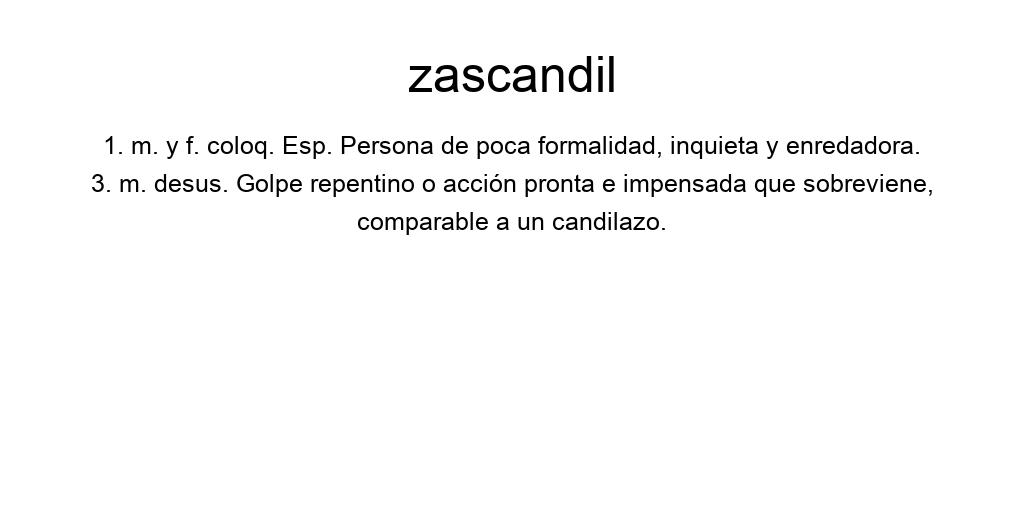 zascandil
1. m. y f. coloq. Esp. Persona de poca formalidad, inquieta y enredadora.
3. m. desus. Golpe repentino o acción pronta e impensada que sobreviene,
comparable a un candilazo.